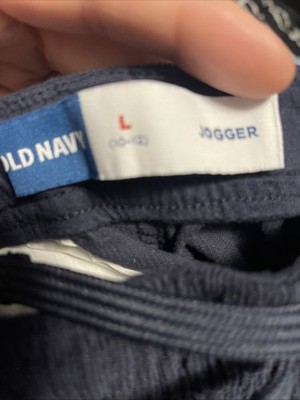 OLD NAVY
L
(10-12)
JOGGER